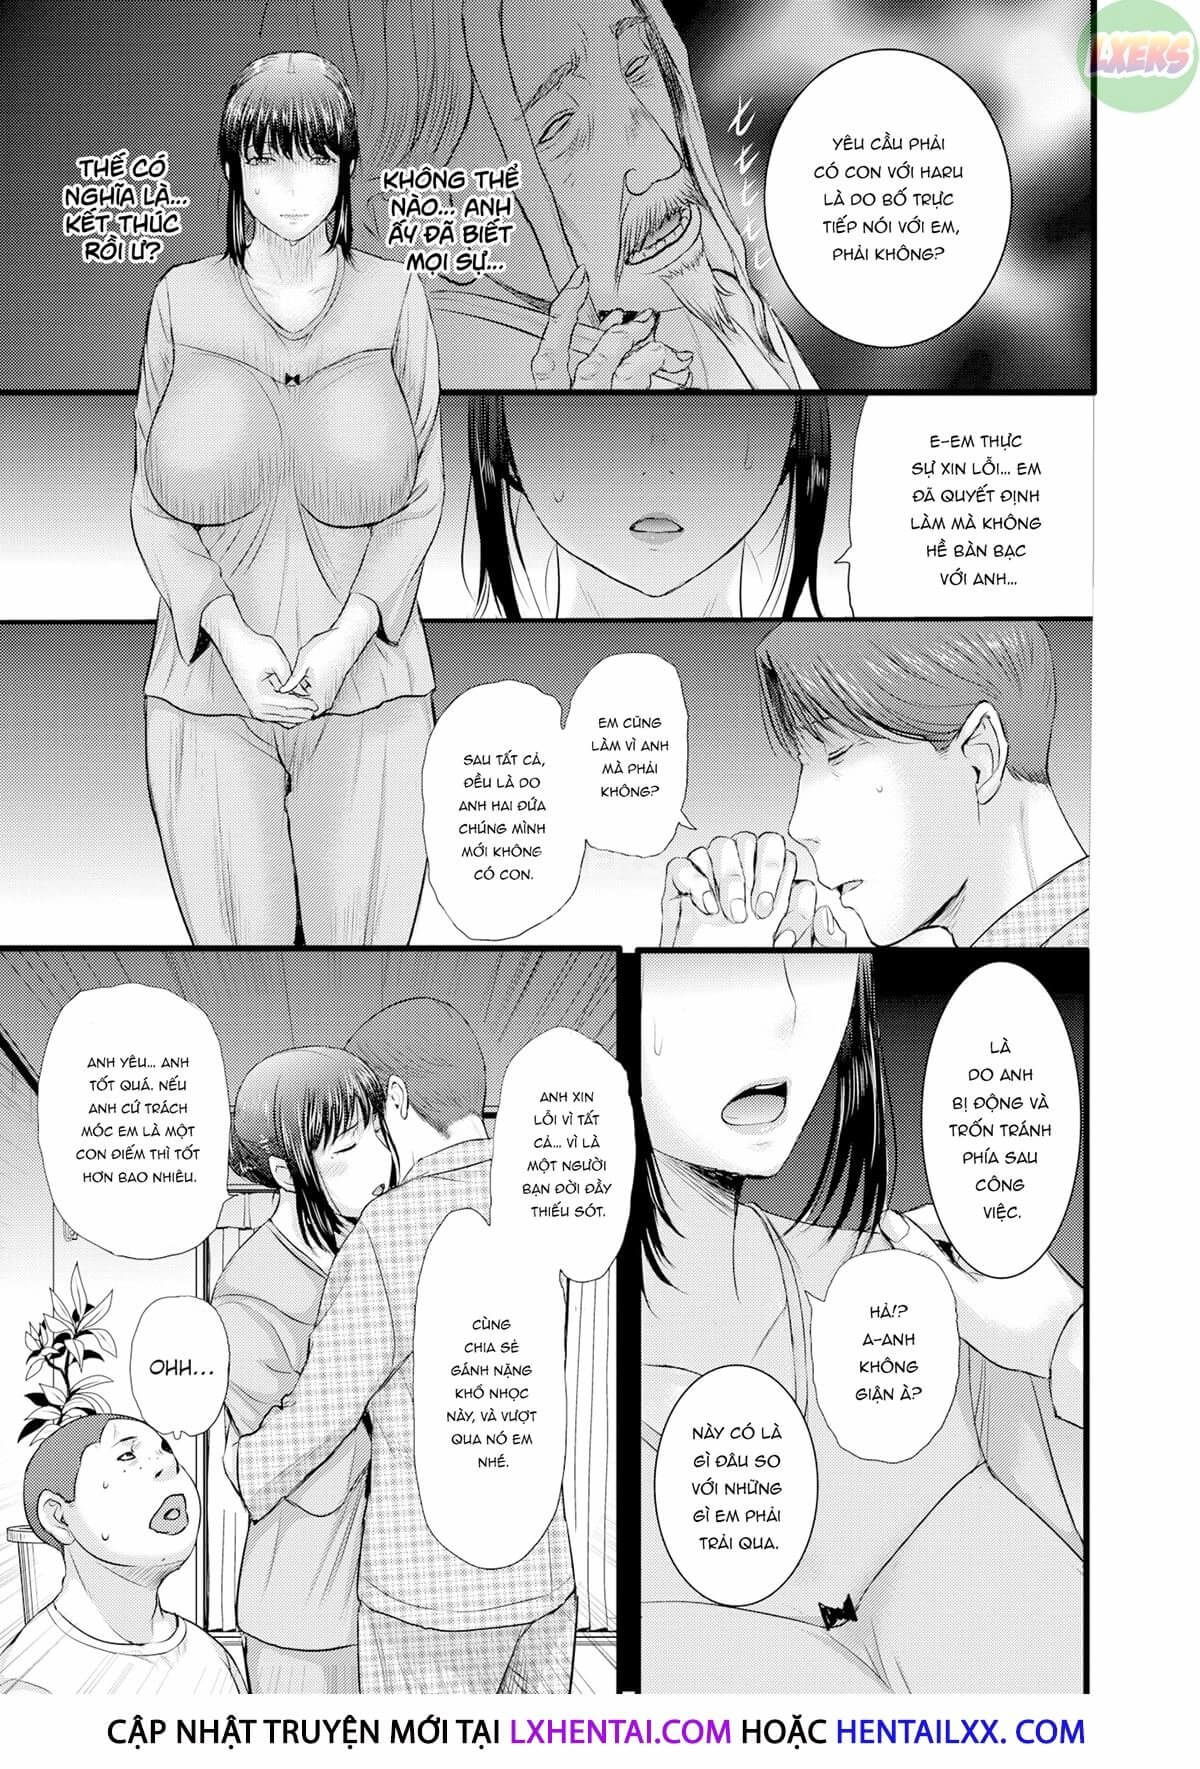 LXERS
YÊU CẦU PHẢI
CÓ CON VỚI HARU
LÀ DO BỐ TRỰC
TIẾP NÓI VỚI EM,
PHẢI KHÔNG?
KHÔNG THỂ
NÀO... ANH
ẤY ĐÃ BIẾT
MỌI SỰ...
THẾ CÓ
NGHĨA LÀ...
KẾT THÚC
RỒI Ư?
E-EM THỰC
SỰ XIN LỖI... EM
ĐÃ QUYẾT ĐỊNH
LÀM MÀ KHÔNG
HỀ BÀN BẠC
VỚI ANH...
EM CŨNG
LÀM VÌ ANH
MÀ PHẢI
KHÔNG?
SAU TẤT CẢ,
ĐỀU LÀ DO
ANH HAI ĐỨA
CHÚNG MÌNH
MỚI KHÔNG
CÓ CON.
LÀ
DO ANH
BỊ ĐỘNG VÀ
TRỐN TRÁNH
PHÍA SAU
CÔNG
VIỆC.
HẢ!?
A-ANH
KHÔNG
GIẬN À?
NÀY CÓ LÀ
GÌ ĐÂU SO
VỚI NHỮNG
GÌ EM PHẢI
TRẢI QUA.
ANH XIN
LỖI VÌ TẤT
CẢ... VÌ LÀ
MỘT NGƯỜI
BẠN ĐỜI ĐẦY
THIẾU SÓT.
CÙNG
CHIA SẺ
GÁNH NẶNG
KHỔ NHỌC
NÀY, VÀ VƯỢT
QUA NÓ EM
NHÉ.
ANH YÊU... ANH
TỐT QUÁ. NẾU
ANH CỨ TRÁCH
MÓC EM LÀ MỘT
CON ĐIẾM THÌ TỐT
HƠN BAO NHIÊU.
OHH...
CẬP NHẬT TRUYỆN MỚI TẠI LXHENTAI.COM HOẶC HENTAILXX. COM